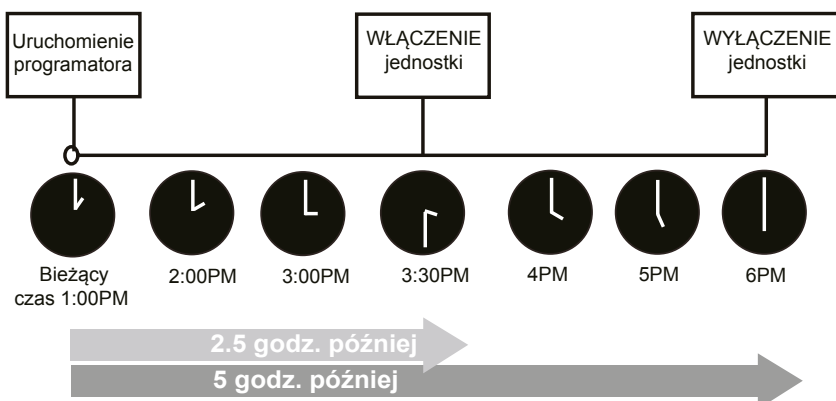 Uruchomienie
programatora
WŁĄCZENIE
jednostki
WYŁĄCZENIE
jednostki
Bieżący
czas 1:00PM
2:00PM
3:00PM
3:30PM
4PM
5PM
6PM
2.5 godz. później
5 godz. później